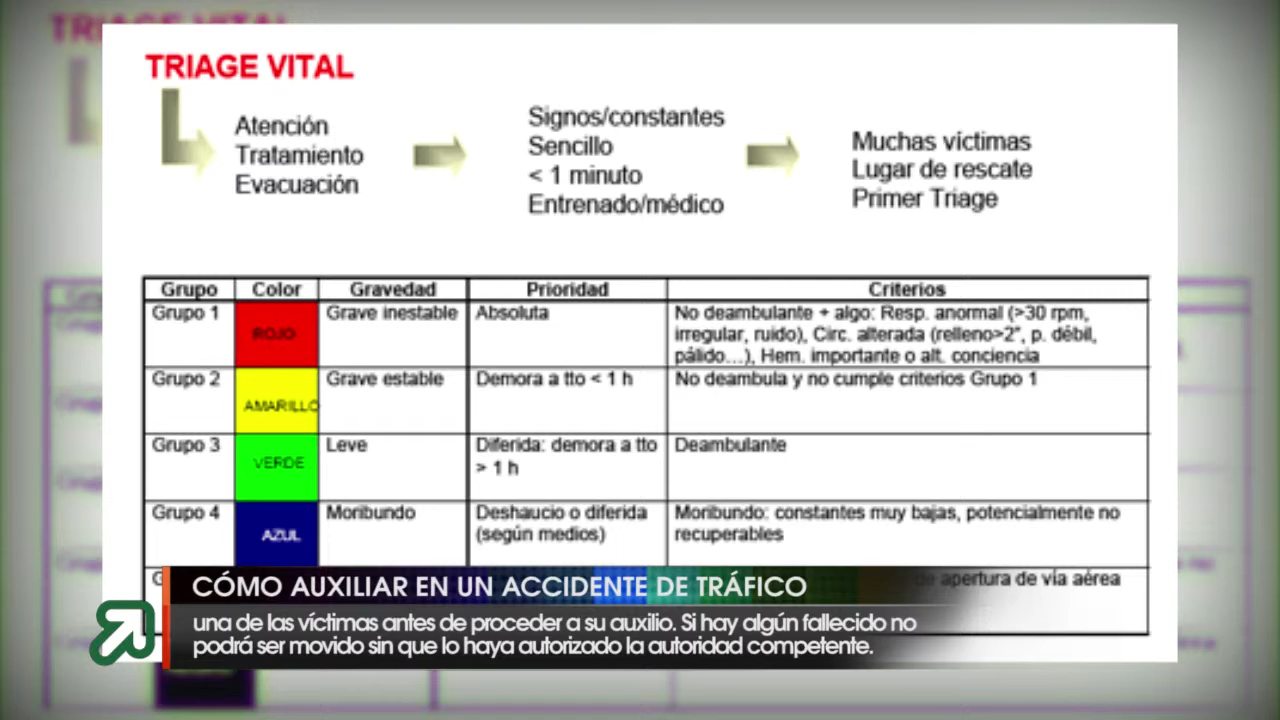 TRIAGE VITAL
Atención
Tratamiento
Evacuación
Signos/constantes
Sencillo
< 1 minuto
Entrenado/médico
Muchas víctimas
Lugar de rescate
Primer Triage
Grupo Color Gravedad Prioridad Criterios
Grupo 1 ROJO Grave inestable Absoluta No deambulante + algo: Resp. anormal (>30 rpm,
irregular, ruido), Circ. alterada (relleno>2", p. débil,
pálido...), Hem. importante o alt. conciencia
Grupo 2 AMARILLO Grave estable Demora a tto < 1 h No deambula y no cumple criterios Grupo 1
Grupo 3 VERDE Leve Diferida: demora a tto
> 1 h
Deambulante
Grupo 4 AZUL Moribundo Deshaucio o diferida
(según medios)
Moribundo: constantes muy bajas, potencialmente no
recuperables
de apertura de vía aérea
CÓMO AUXILIAR EN UN ACCIDENTE DE TRÁFICO
una de las víctimas antes de proceder a su auxilio. Si hay algún fallecido no
podrá ser movido sin que lo haya autorizado la autoridad competente.